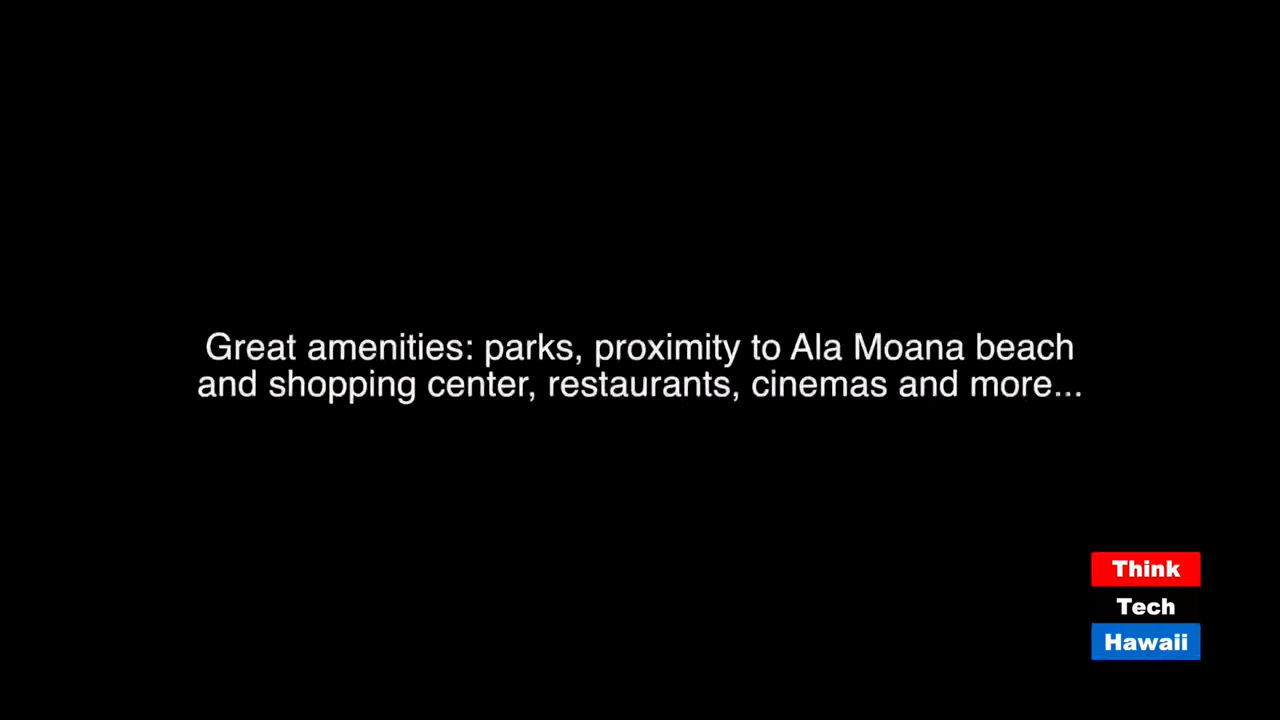 Great amenities: parks, proximity to Ala Moana beach
and shopping center, restaurants, cinemas and more...
Think
Tech
Hawaii